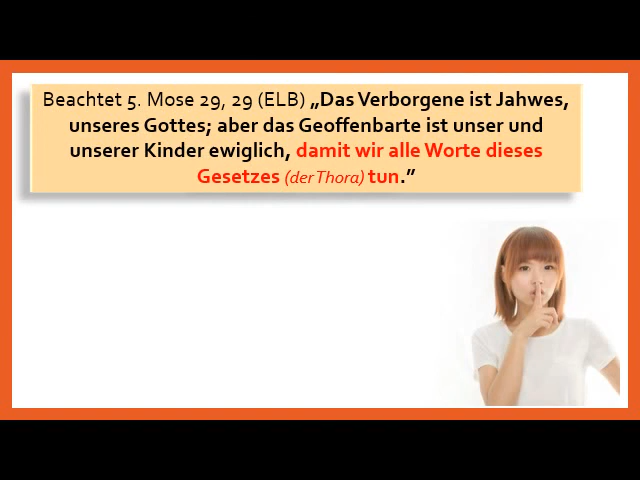 Beachtet 5. Mose 29, 29 (ELB) „Das Verborgene ist Jahwes,
unseres Gottes; aber das Geoffenbarte ist unser und
unserer Kinder ewiglich, damit wir alle Worte dieses
Gesetzes (der Thora) tun.”